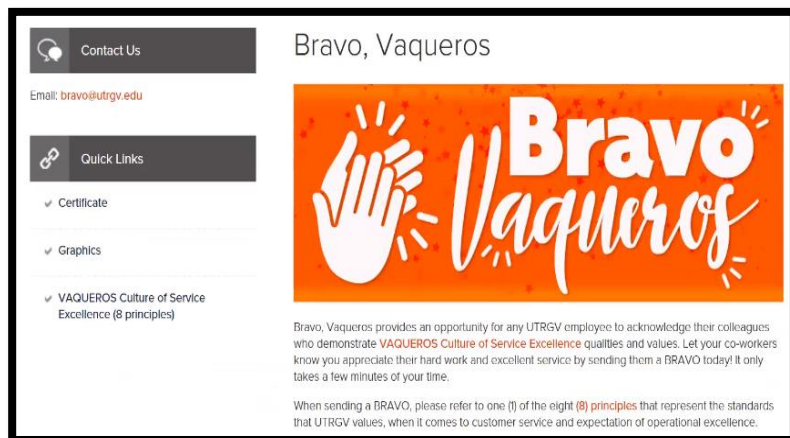 Contact Us
Email: bravo@utrgv.edu
Quick Links
Certificate
Graphics
VAQUEROS Culture of Service
Excellence (8 principles)
Bravo, Vaqueros
Bravo
Vaqueros
Bravo, Vaqueros provides an opportunity for any UTRGV employee to acknowledge their colleagues
who demonstrate VAQUEROS Culture of Service Excellence qualities and values. Let your co-workers
know you appreciate their hard work and excellent service by sending them a BRAVO today! It only
takes a few minutes of your time.
When sending a BRAVO, please refer to one (1) of the eight (8) principles that represent the standards
that UTRGV values, when it comes to customer service and expectation of operational excellence.